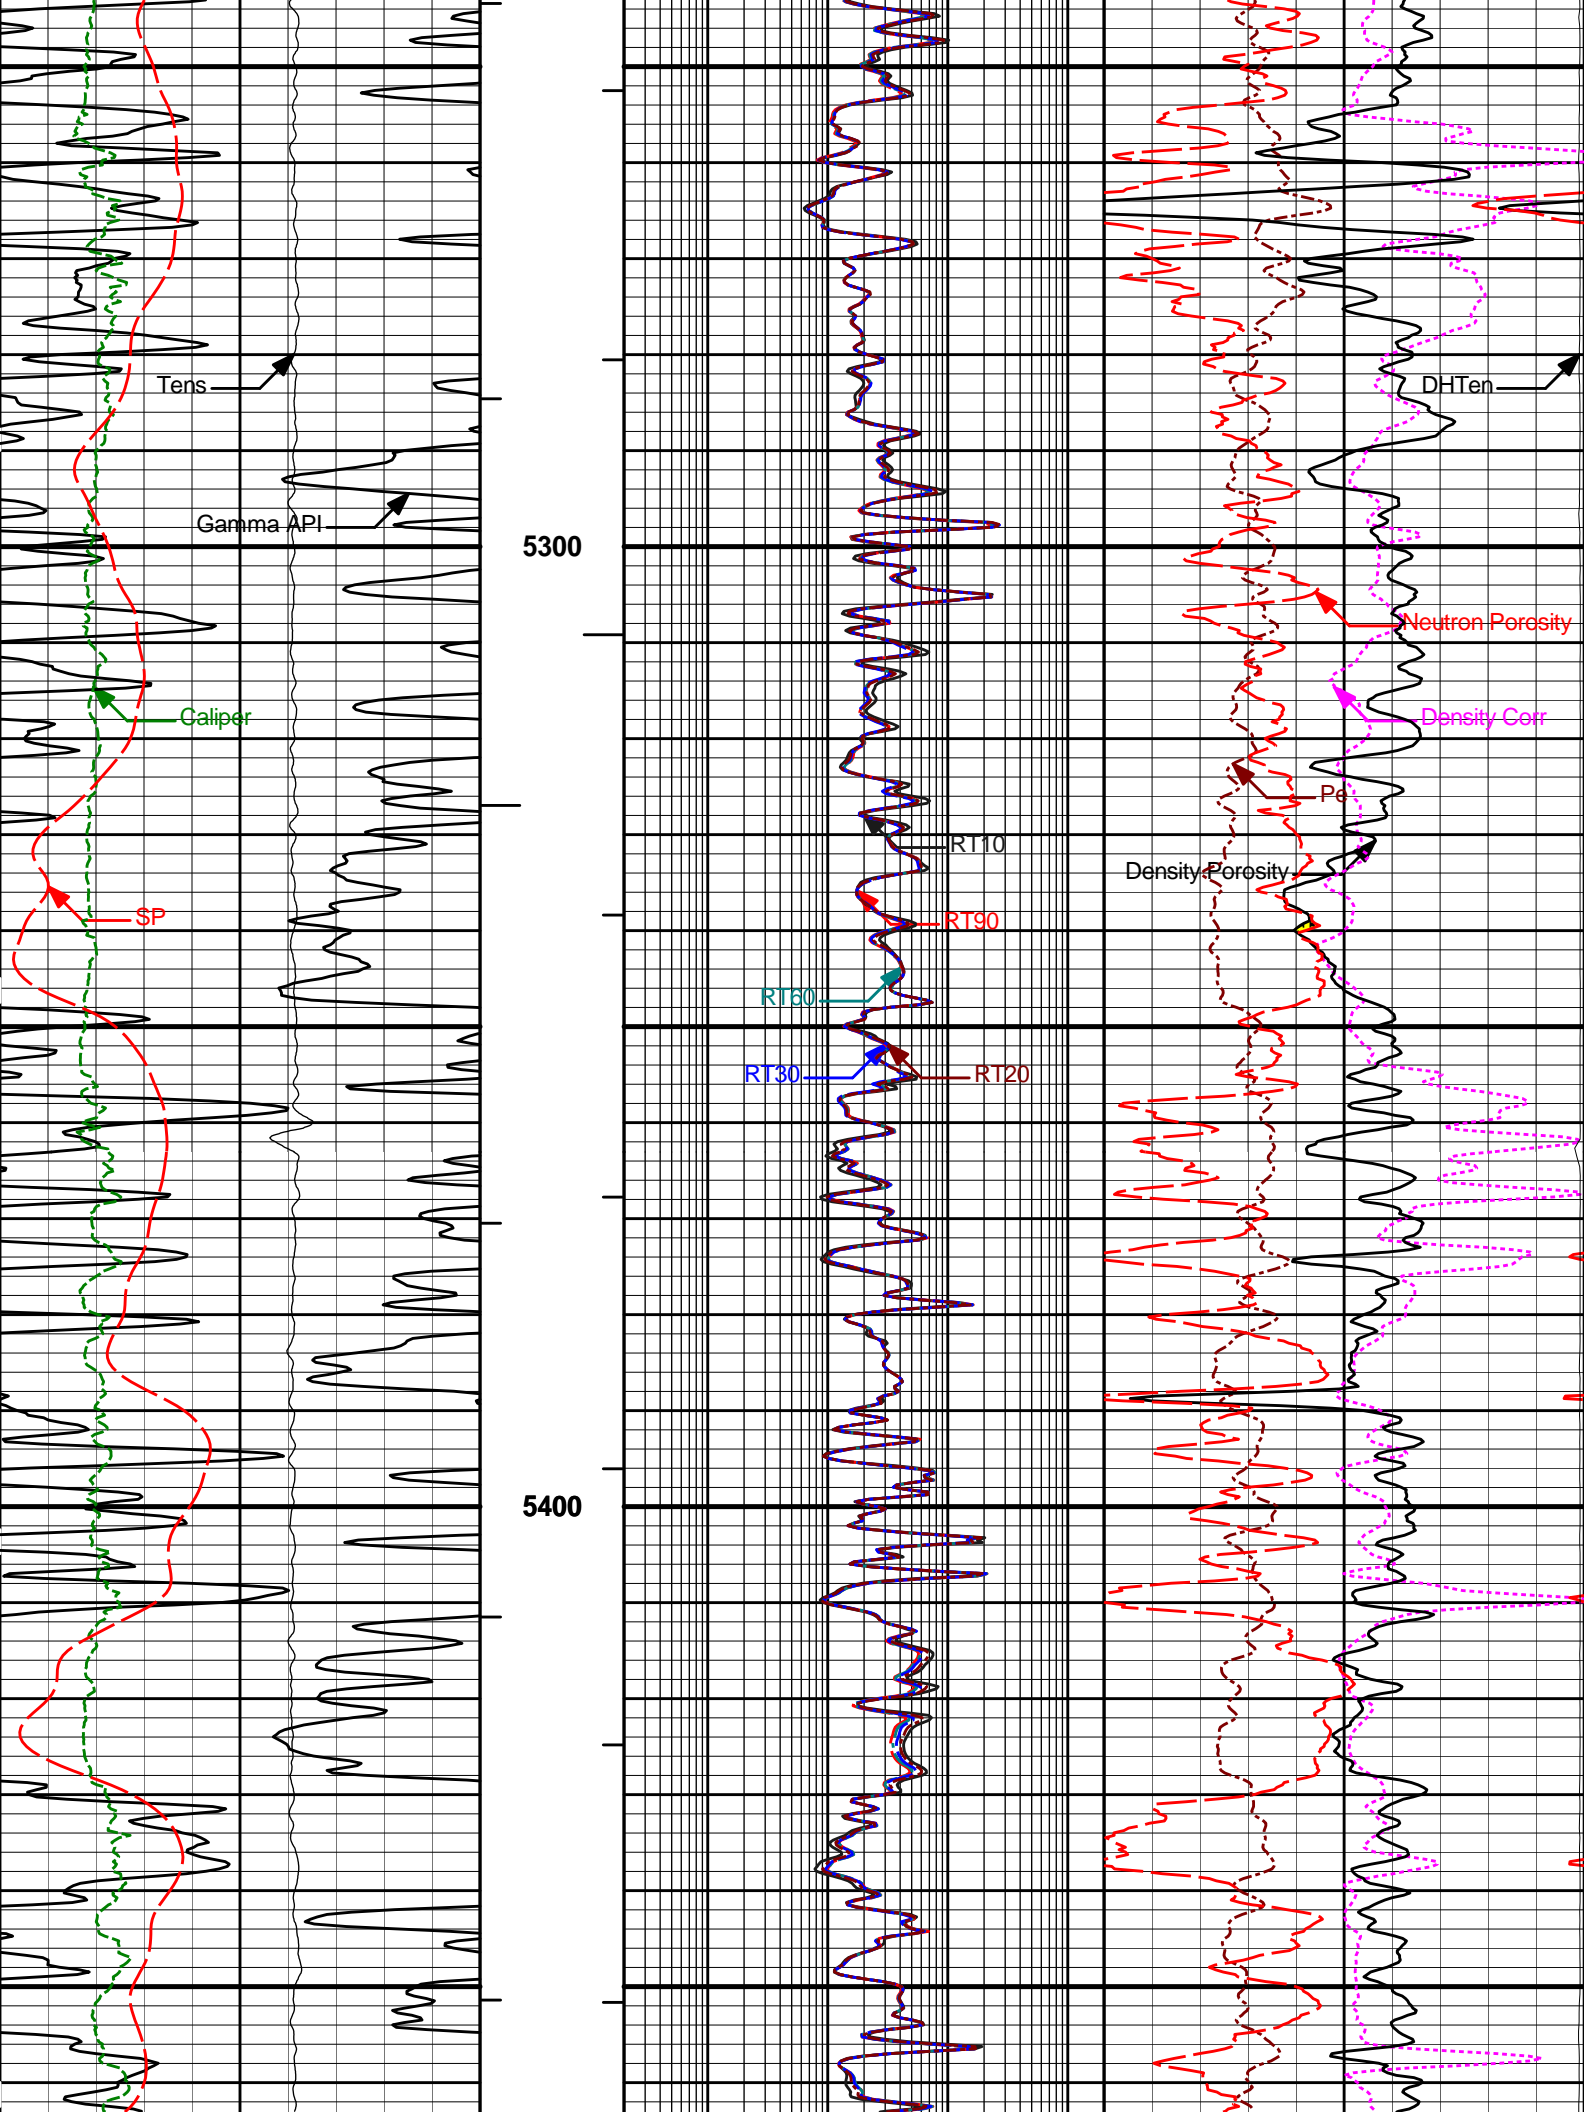 Tens
DHTen
Gamma API
5300
Neutron Porosity
Caliper
Density Corr
Pe
RT10
Density Porosity
SP
RT90
RT60
RT30
RT20
5400